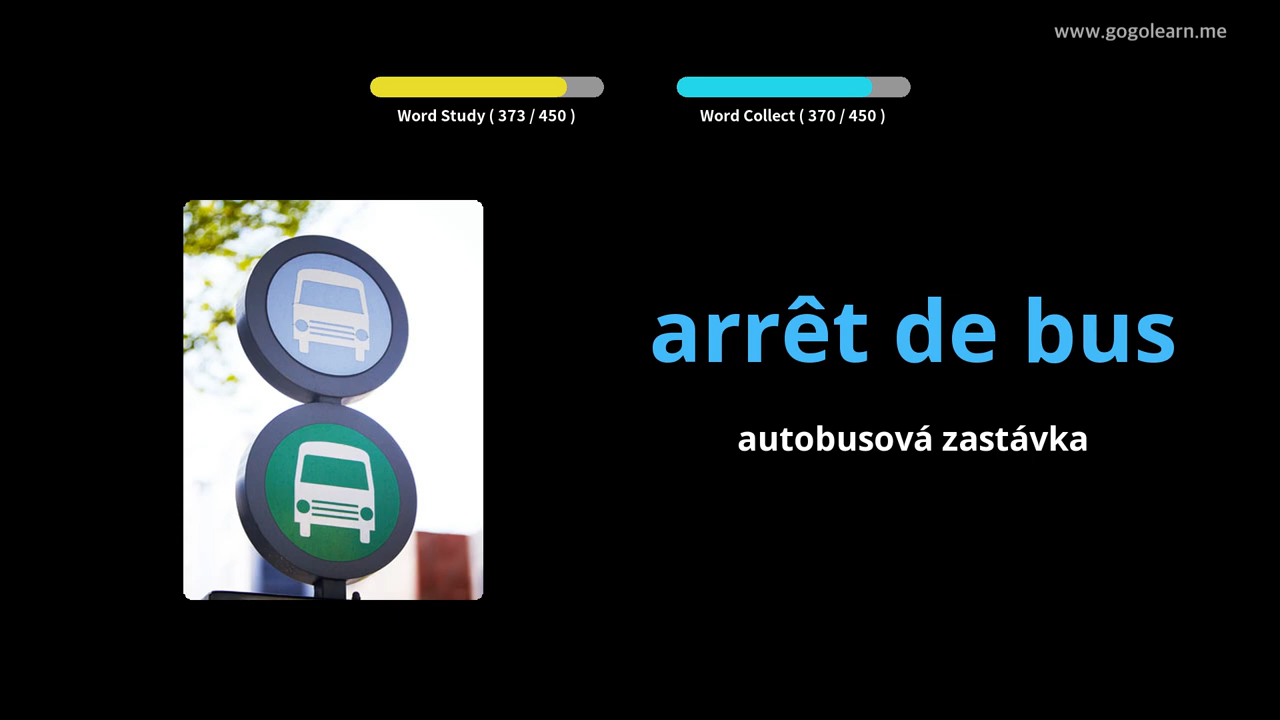 www.gogolearn.me
Word Study ( 373 / 450 )
Word Collect ( 370 / 450 )
arrêt de bus
autobusová zastávka